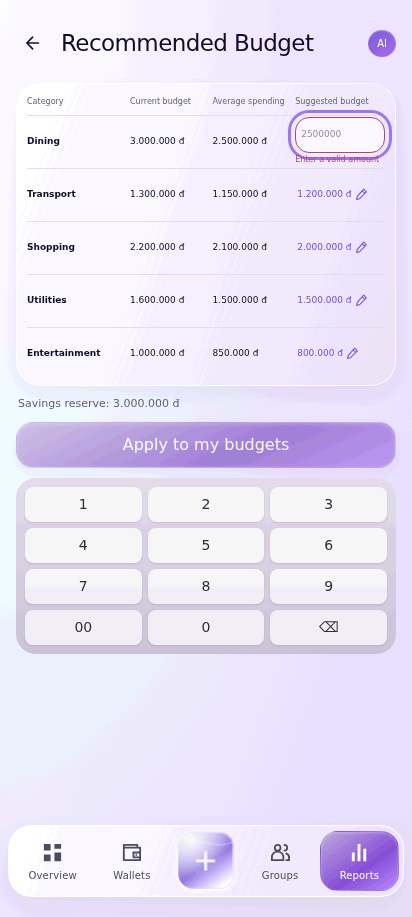 ← Recommended Budget AI
Category Current budget Average spending Suggested budget
2500000
Dining 3.000.000 đ 2.500.000 đ
Enter a valid amount
Transport 1.300.000 đ 1.150.000 đ 1.200.000 đ
Shopping 2.200.000 đ 2.100.000 đ 2.000.000 đ
Utilities 1.600.000 đ 1.500.000 đ 1.500.000 đ
Entertainment 1.000.000 đ 850.000 đ 800.000 đ
Savings reserve: 3.000.000 đ
Apply to my budgets
1 2 3
4 5 6
7 8 9
00 0 ⌫
+
Overview Wallets Groups Reports